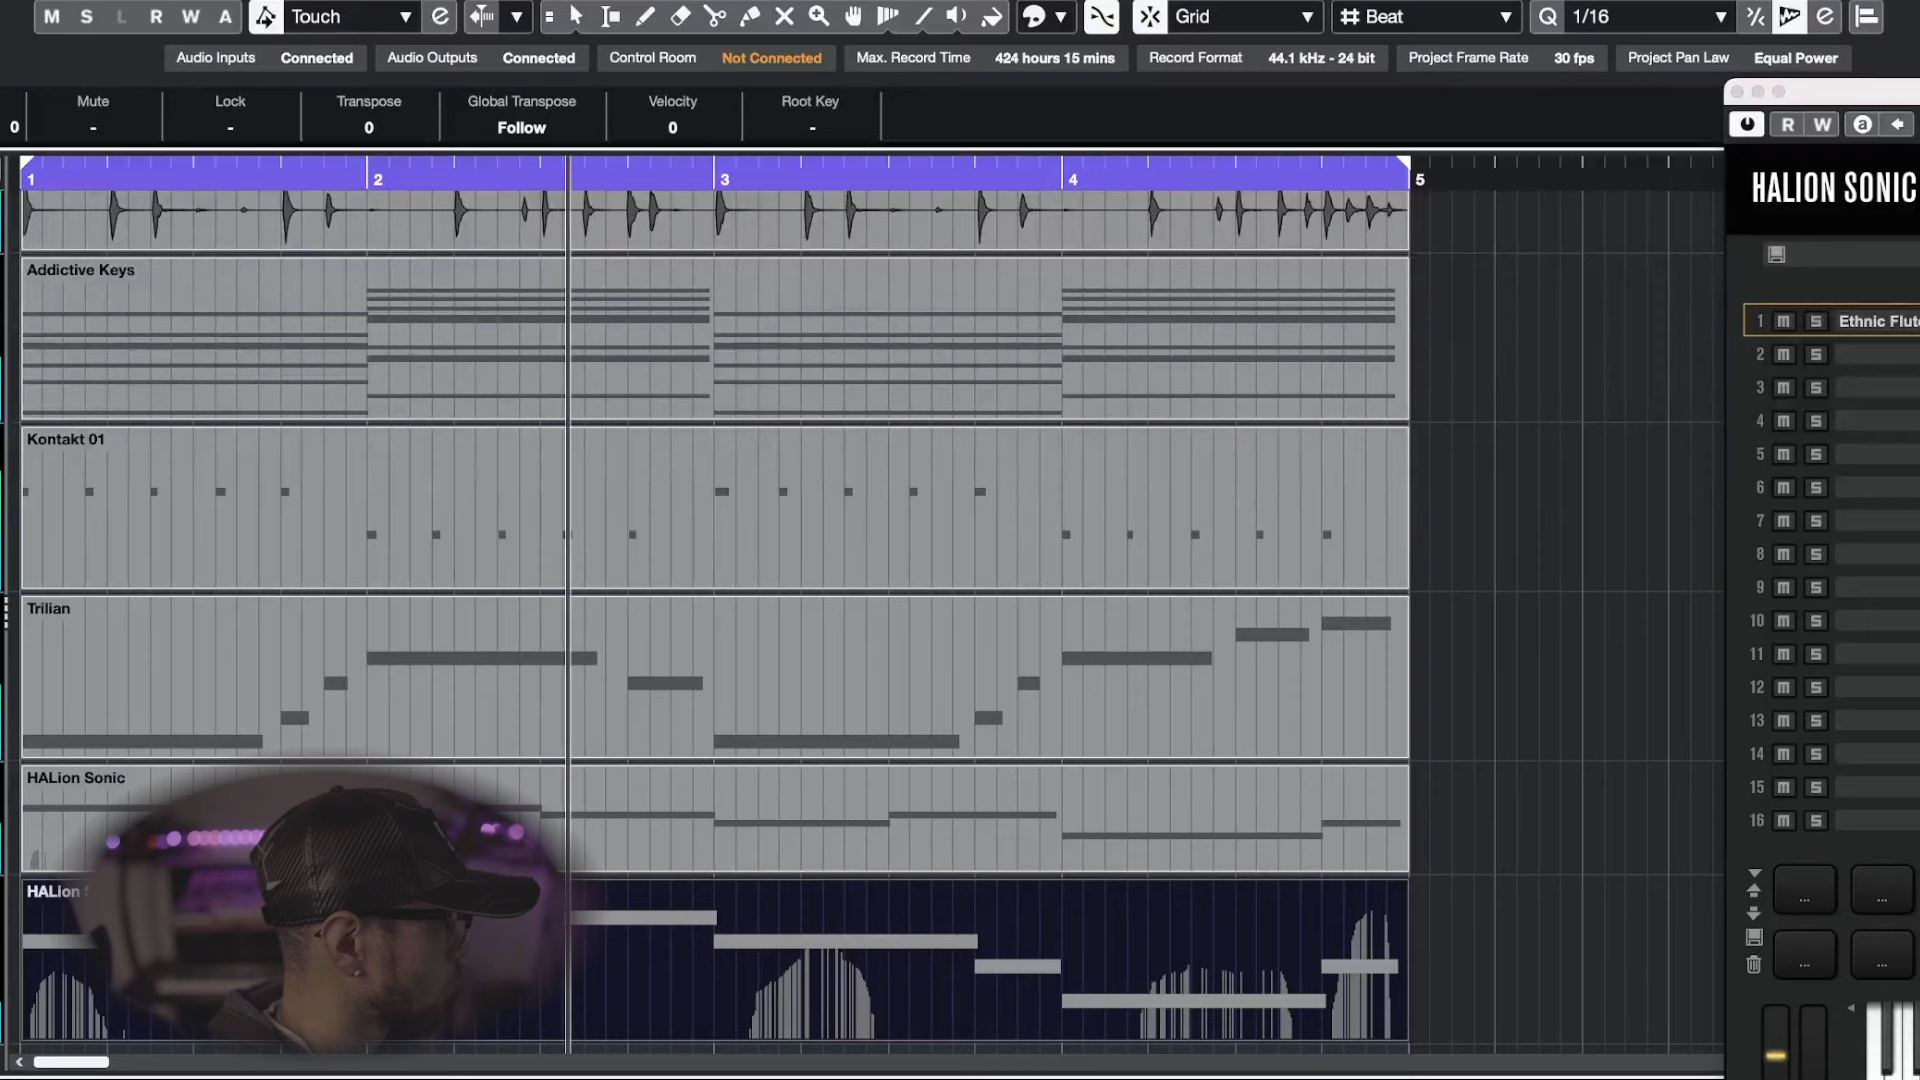 M S L R W A Touch Grid Beat Q 1/16
Audio Inputs Connected Audio Outputs Connected Control Room Not Connected Max. Record Time 424 hours 15 mins Record Format 44.1 kHz - 24 bit Project Frame Rate 30 fps Project Pan Law Equal Power
Mute Lock Transpose Global Transpose Velocity Root Key
0 - - 0 Follow 0 -
R W a
1 2 3 4 5
HALION SONIC
Addictive Keys
1 m S Ethnic Flut
2 m S
3 m S
4 m S
Kontakt 01
5 m S
6 m S
7 m S
8 m S
9 m S
Trilian
10 m S
11 m S
12 m S
13 m S
14 m S
HALion Sonic
15 m S
16 m S
HALion
... ...
... ...